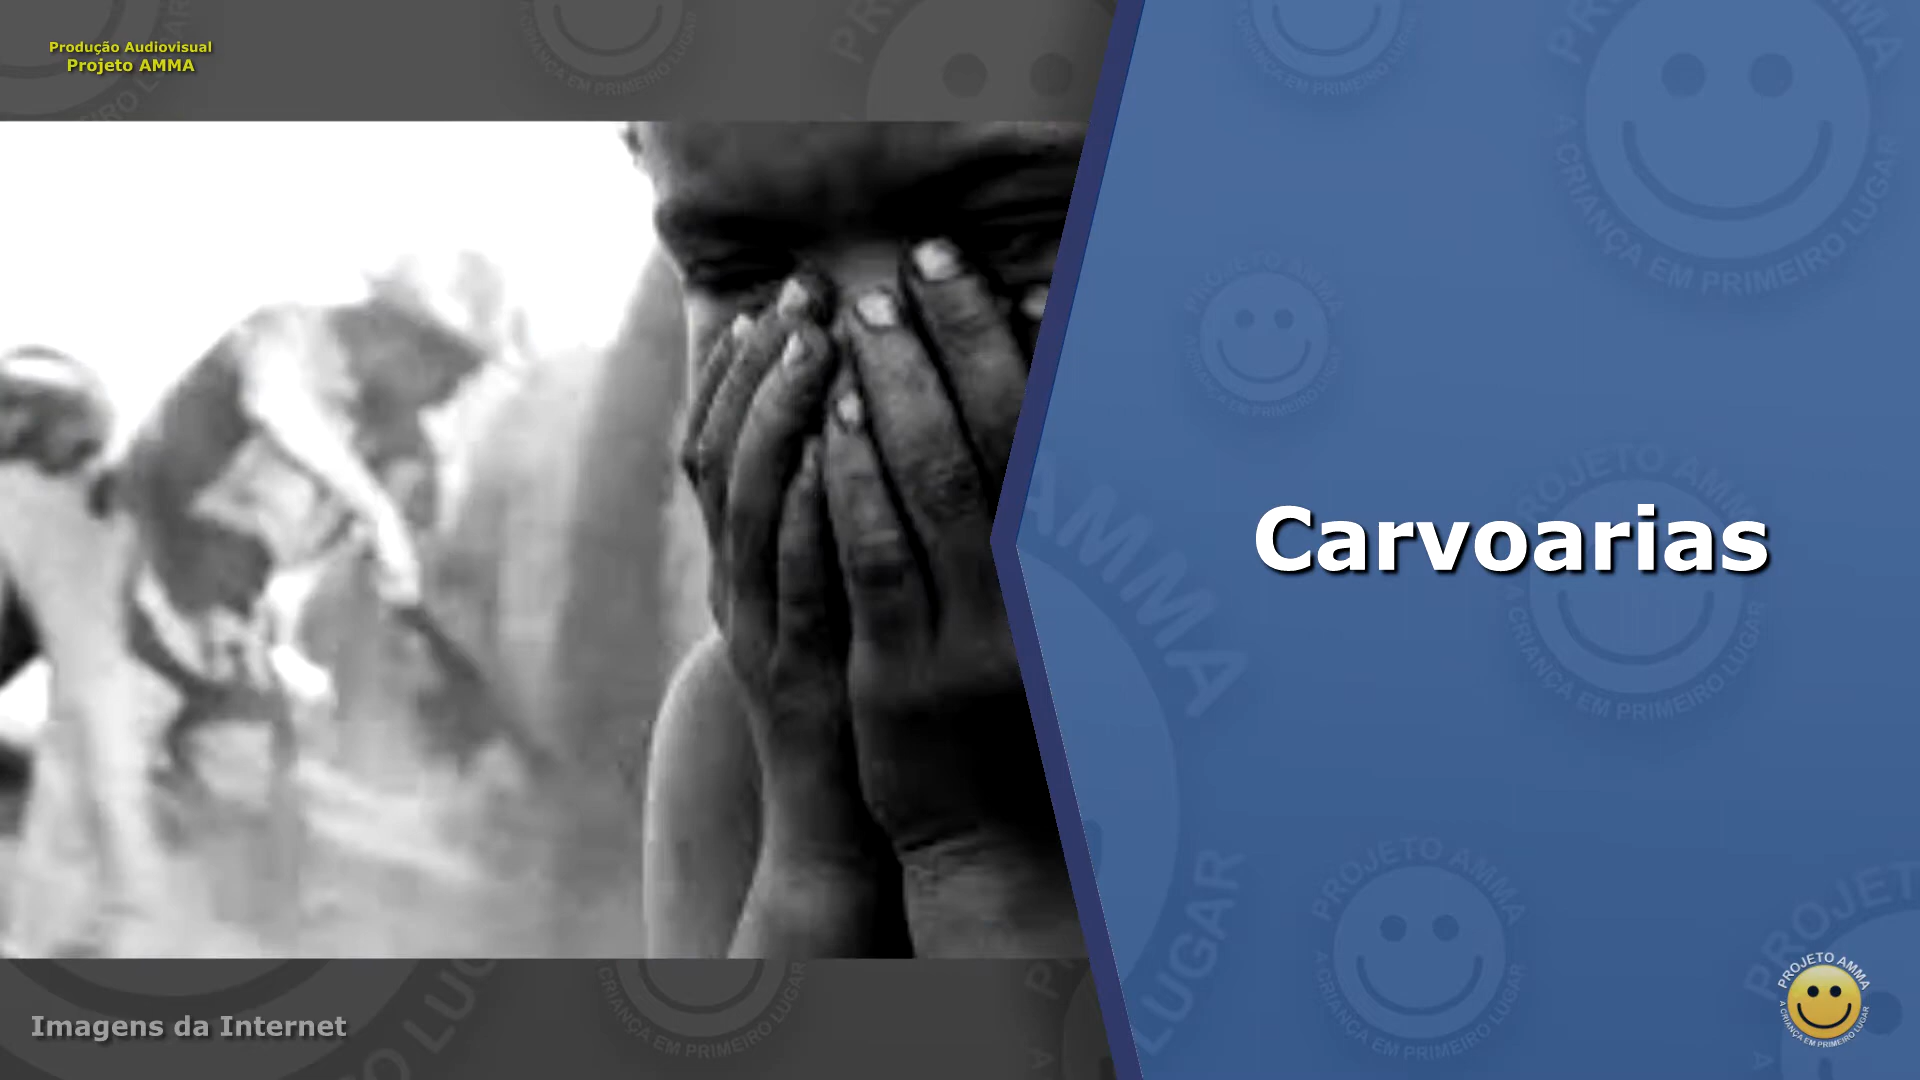 Produção Audiovisual
Projeto AMMA
Carvoarias
Imagens da Internet
PROJETO AMMA
A CRIANÇA EM PRIMEIRO LUGAR